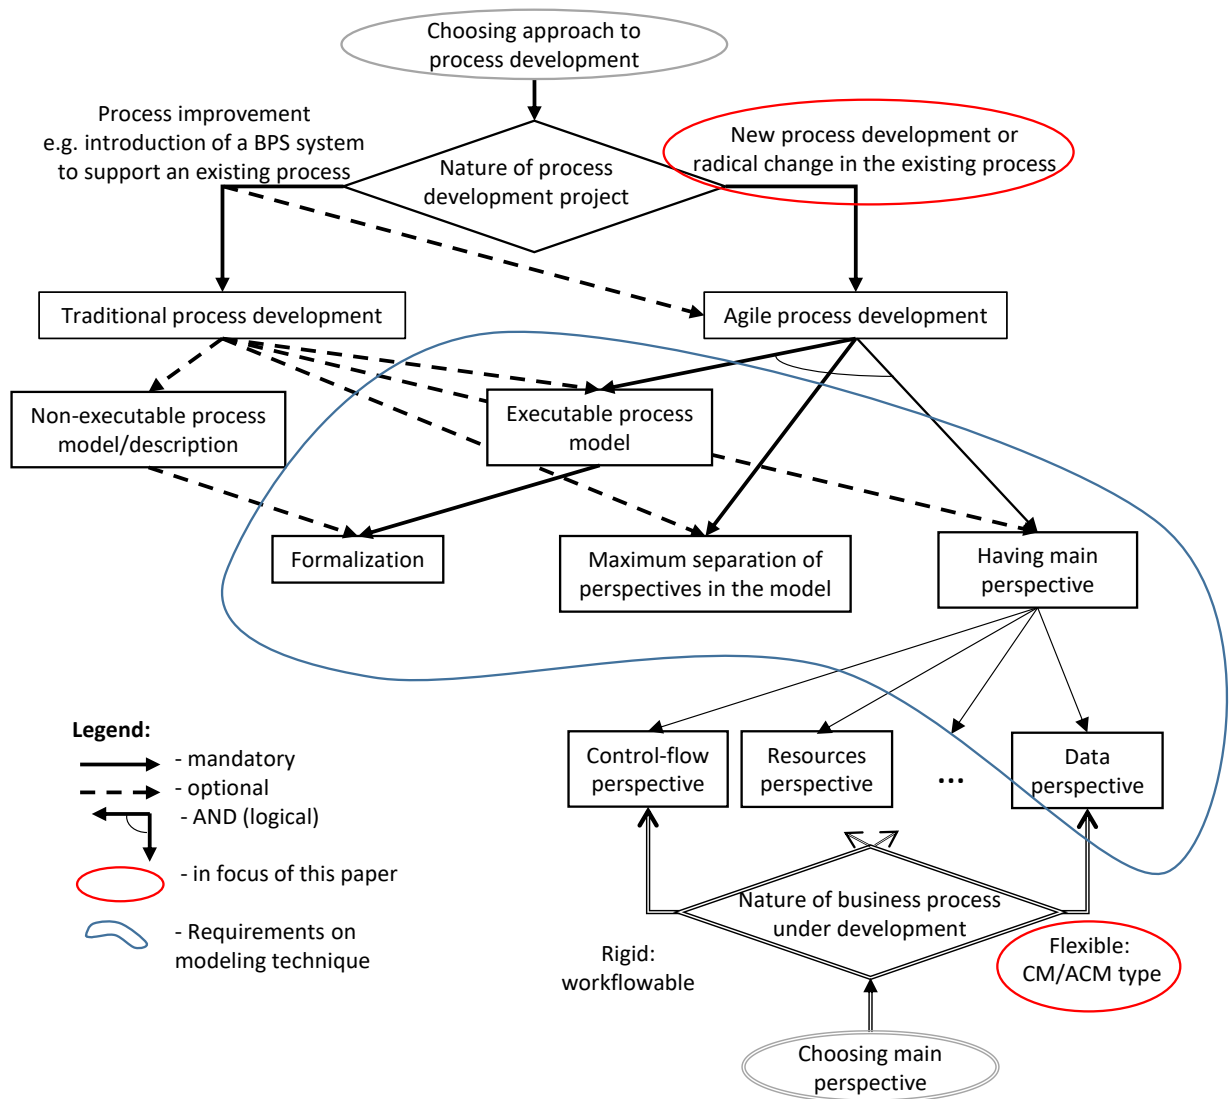 Choosing approach to
process development
Process improvement
e.g. introduction of a BPS system
to support an existing process
New process development or
radical change in the existing process
Nature of process
development project
Traditional process development
Agile process development
Non-executable process
model/description
Executable process
model
Formalization
Maximum separation of
perspectives in the model
Having main
perspective
Control-flow
perspective
Resources
perspective
...
Data
perspective
Legend:
- mandatory
- optional
- AND (logical)
- in focus of this paper
- Requirements on
modeling technique
Nature of business process
under development
Rigid:
workflowable
Flexible:
CM/ACM type
Choosing main
perspective